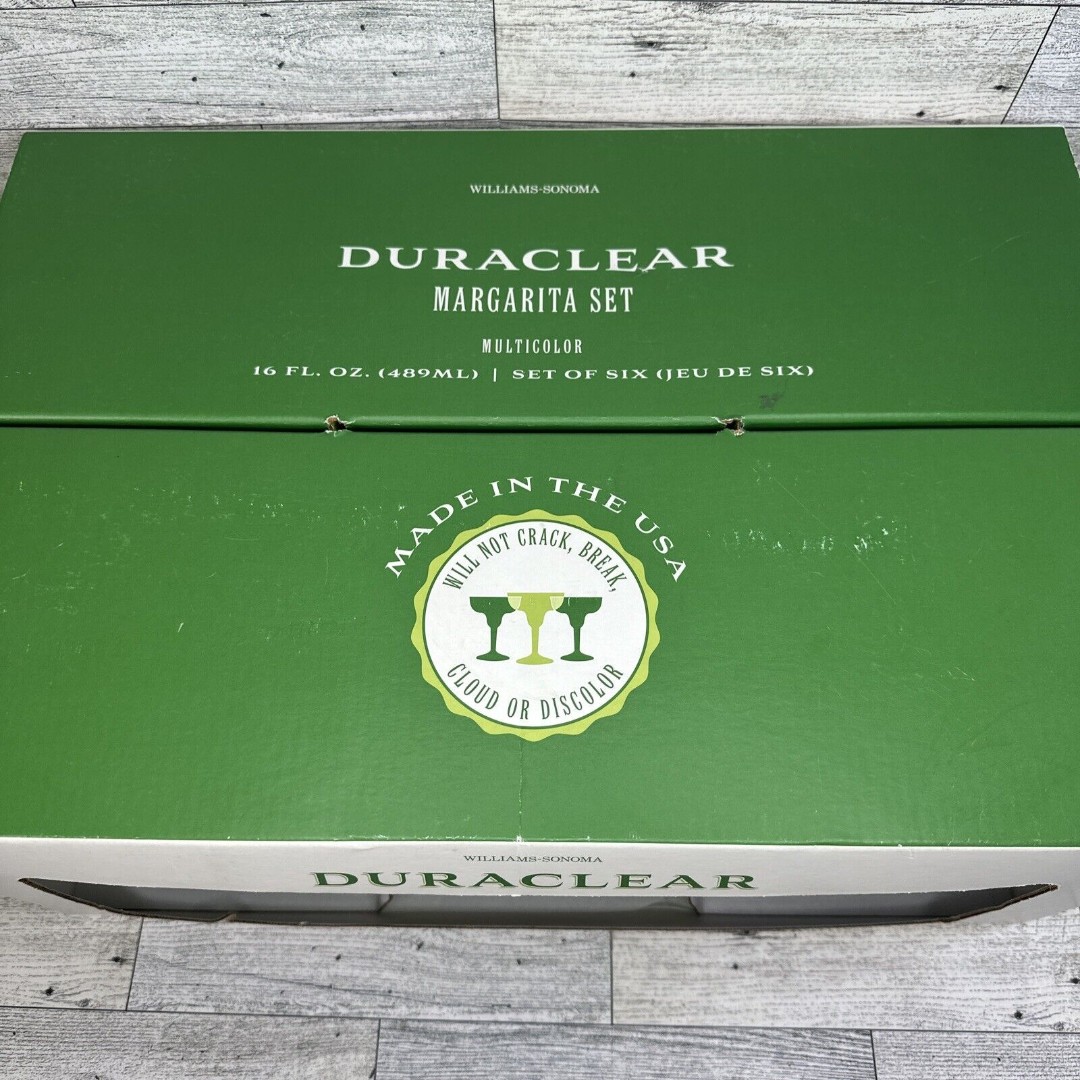 WILLIAMS-SONOMA
DURACLEAR
MARGARITA SET
MULTICOLOR
16 FL. OZ. (489ML) | SET OF SIX (JEU DE SIX)
MADE IN THE USA
WILL NOT CRACK, BREAK,
CLOUD OR DISCOLOR
WILLIAMS-SONOMA
DURACLEAR